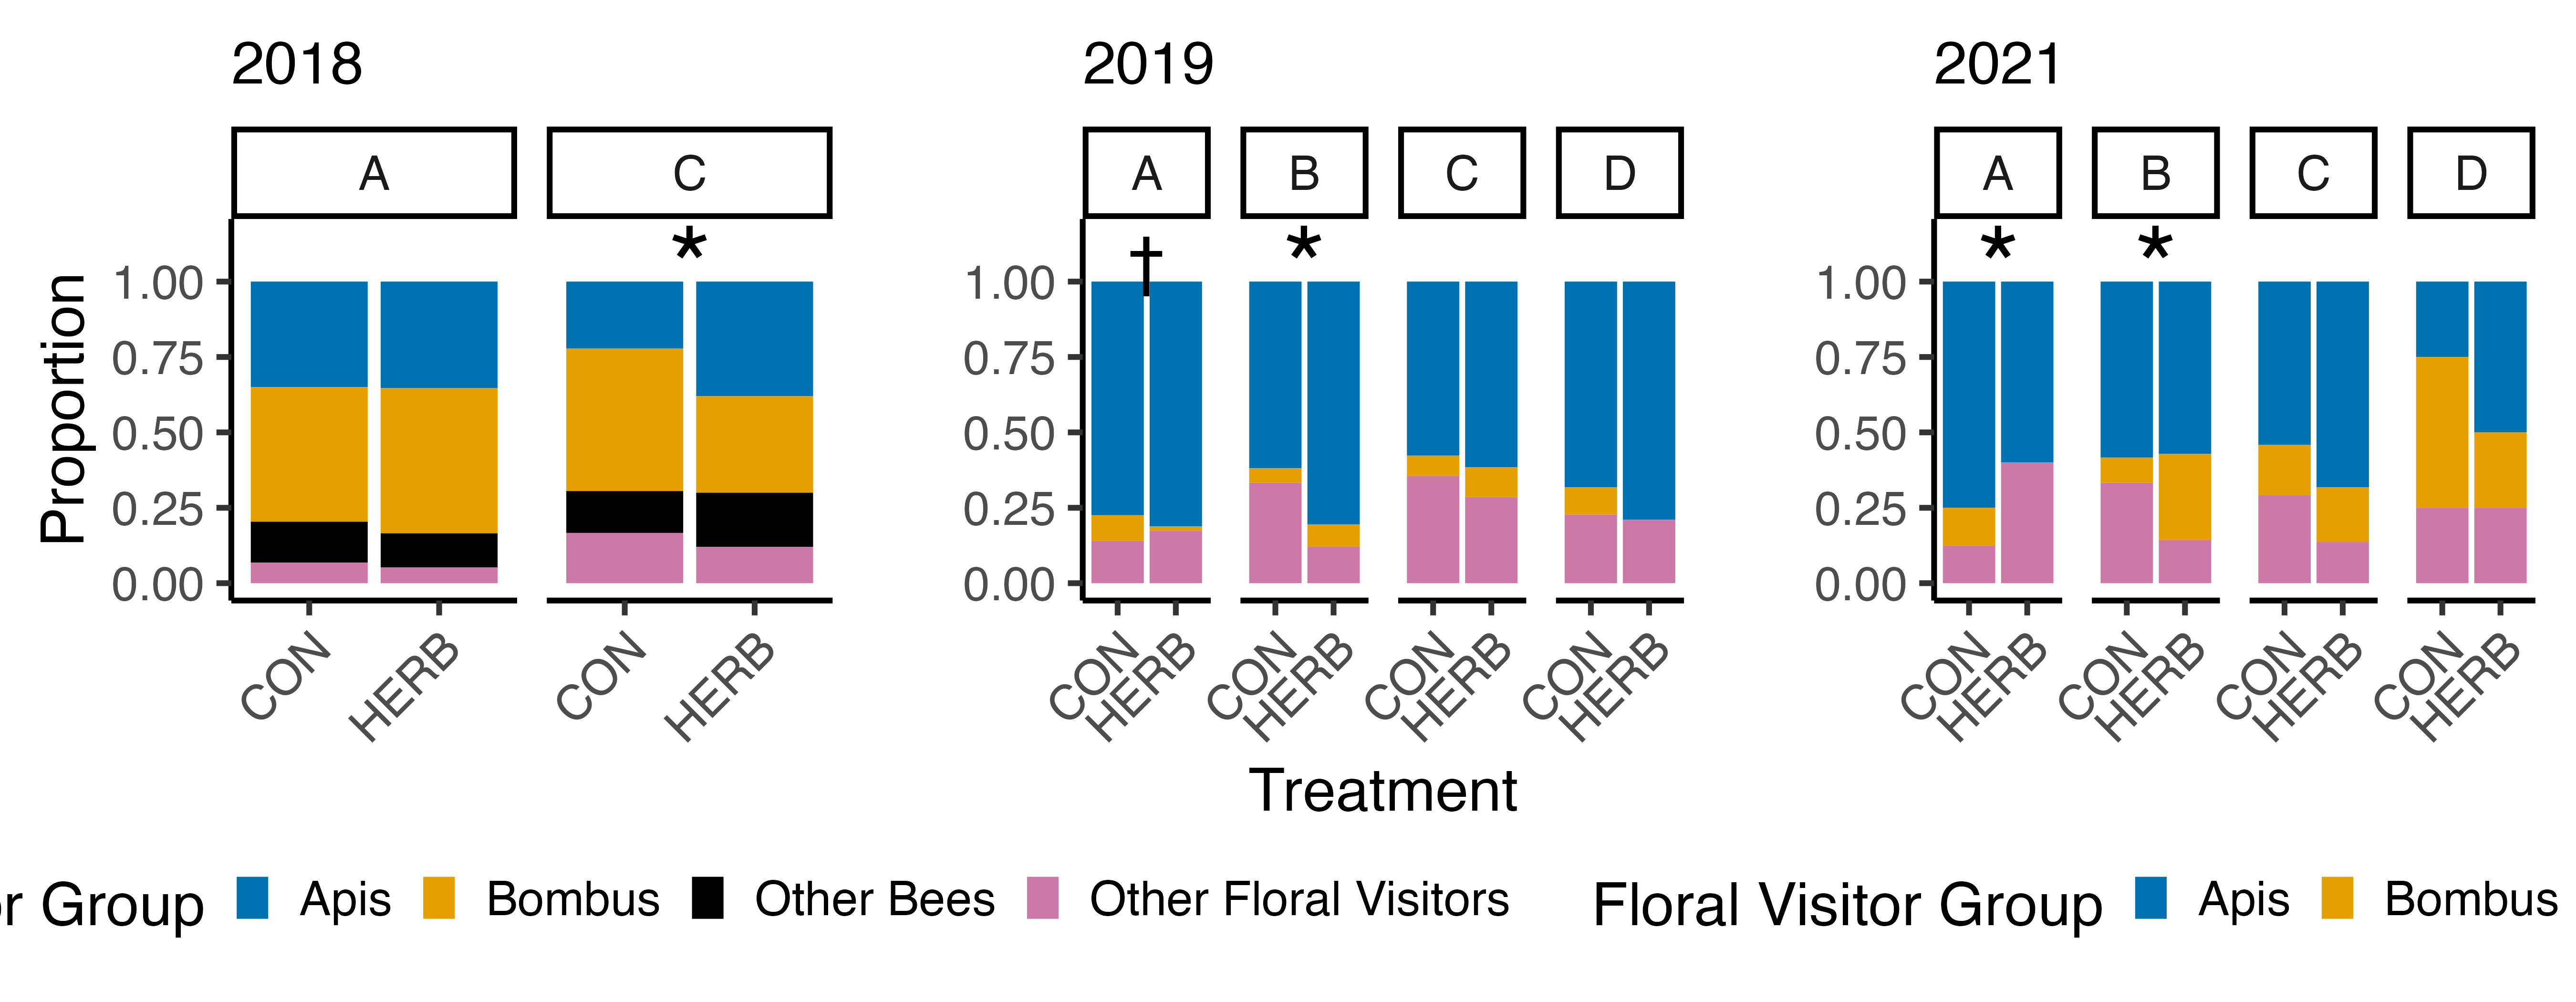 2018 2019 2021
A C A B C D A B C D
* † * * *
Proportion
1.00 1.00 1.00
0.75 0.75 0.75
0.50 0.50 0.50
0.25 0.25 0.25
0.00 0.00 0.00
CON HERB CON HERB CON HERB CON HERB CON HERB CON HERB CON HERB CON HERB CON HERB CON HERB
Treatment
r Group Apis Bombus Other Bees Other Floral Visitors Floral Visitor Group Apis Bombus